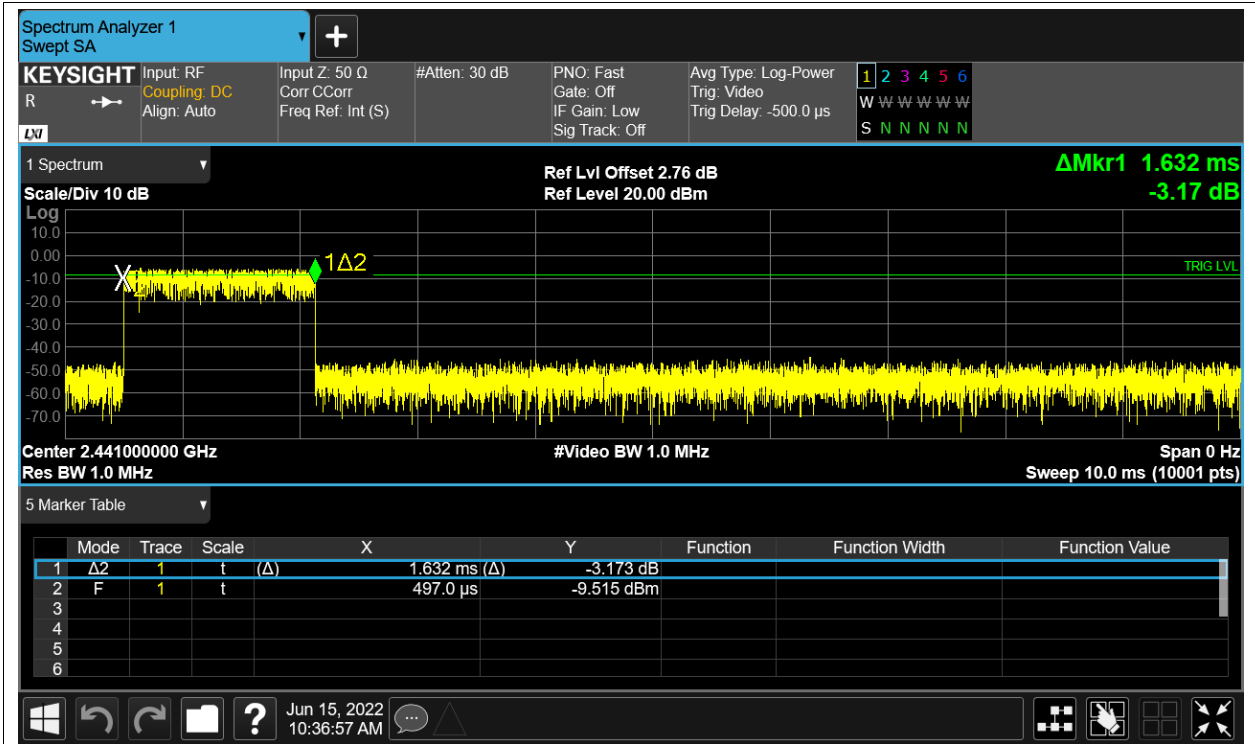 Spectrum Analyzer 1
Swept SA
KEYSIGHT
R
LXI
Input: RF
Coupling: DC
Align: Auto
Input Z: 50 Ω
Corr CCorr
Freq Ref: Int (S)
#Atten: 30 dB
PNO: Fast
Gate: Off
IF Gain: Low
Sig Track: Off
Avg Type: Log-Power
Trig: Video
Trig Delay: -500.0 µs
1 2 3 4 5 6
W W W W W W
S N N N N N
1 Spectrum
Scale/Div 10 dB
Ref Lvl Offset 2.76 dB
Ref Level 20.00 dBm
ΔMkr1 1.632 ms
-3.17 dB
Log
10.0
0.00
-10.0
-20.0
-30.0
-40.0
-50.0
-60.0
-70.0
X
1Δ2
TRIG LVL
Center 2.441000000 GHz
#Video BW 1.0 MHz
Span 0 Hz
Res BW 1.0 MHz
Sweep 10.0 ms (10001 pts)
5 Marker Table
Mode Trace Scale X Y Function Function Width Function Value
1 Δ2 1 t (Δ) 1.632 ms (Δ) -3.173 dB
2 F 1 t 497.0 µs -9.515 dBm
3
4
5
6
?
Jun 15, 2022
10:36:57 AM